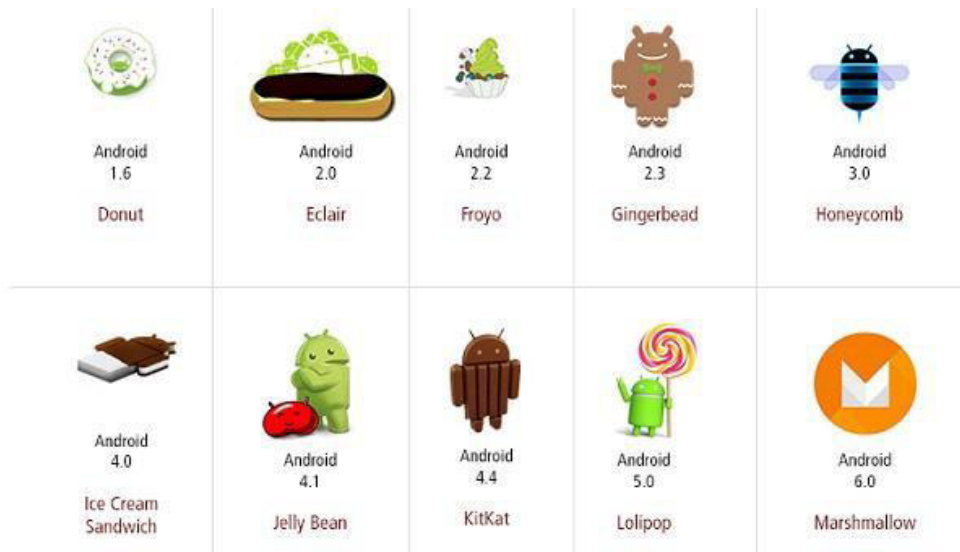 Android
1.6
Donut
Android
2.0
Eclair
Android
2.2
Froyo
Android
2.3
Gingerbead
Android
3.0
Honeycomb
Android
4.0
Ice Cream
Sandwich
Android
4.1
Jelly Bean
Android
4.4
KitKat
Android
5.0
Lolipop
Android
6.0
Marshmallow